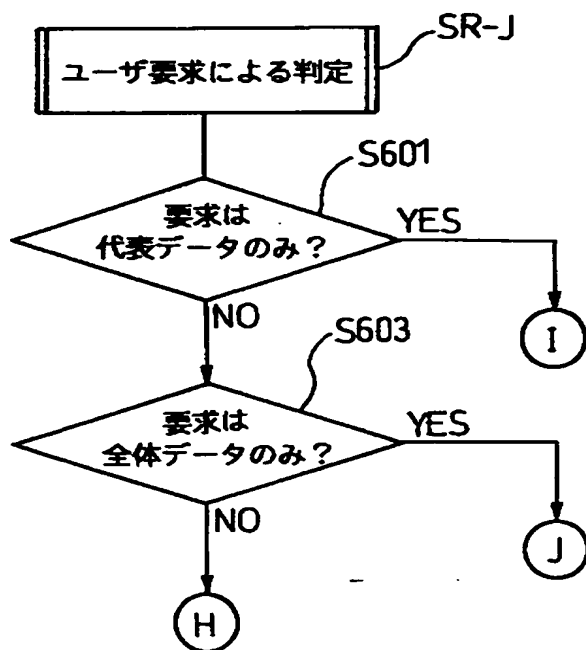 SR-J
ユーザ要求による判定
S601
要求は
代表データのみ?
YES
I
NO
S603
要求は
全体データのみ?
YES
J
NO
H